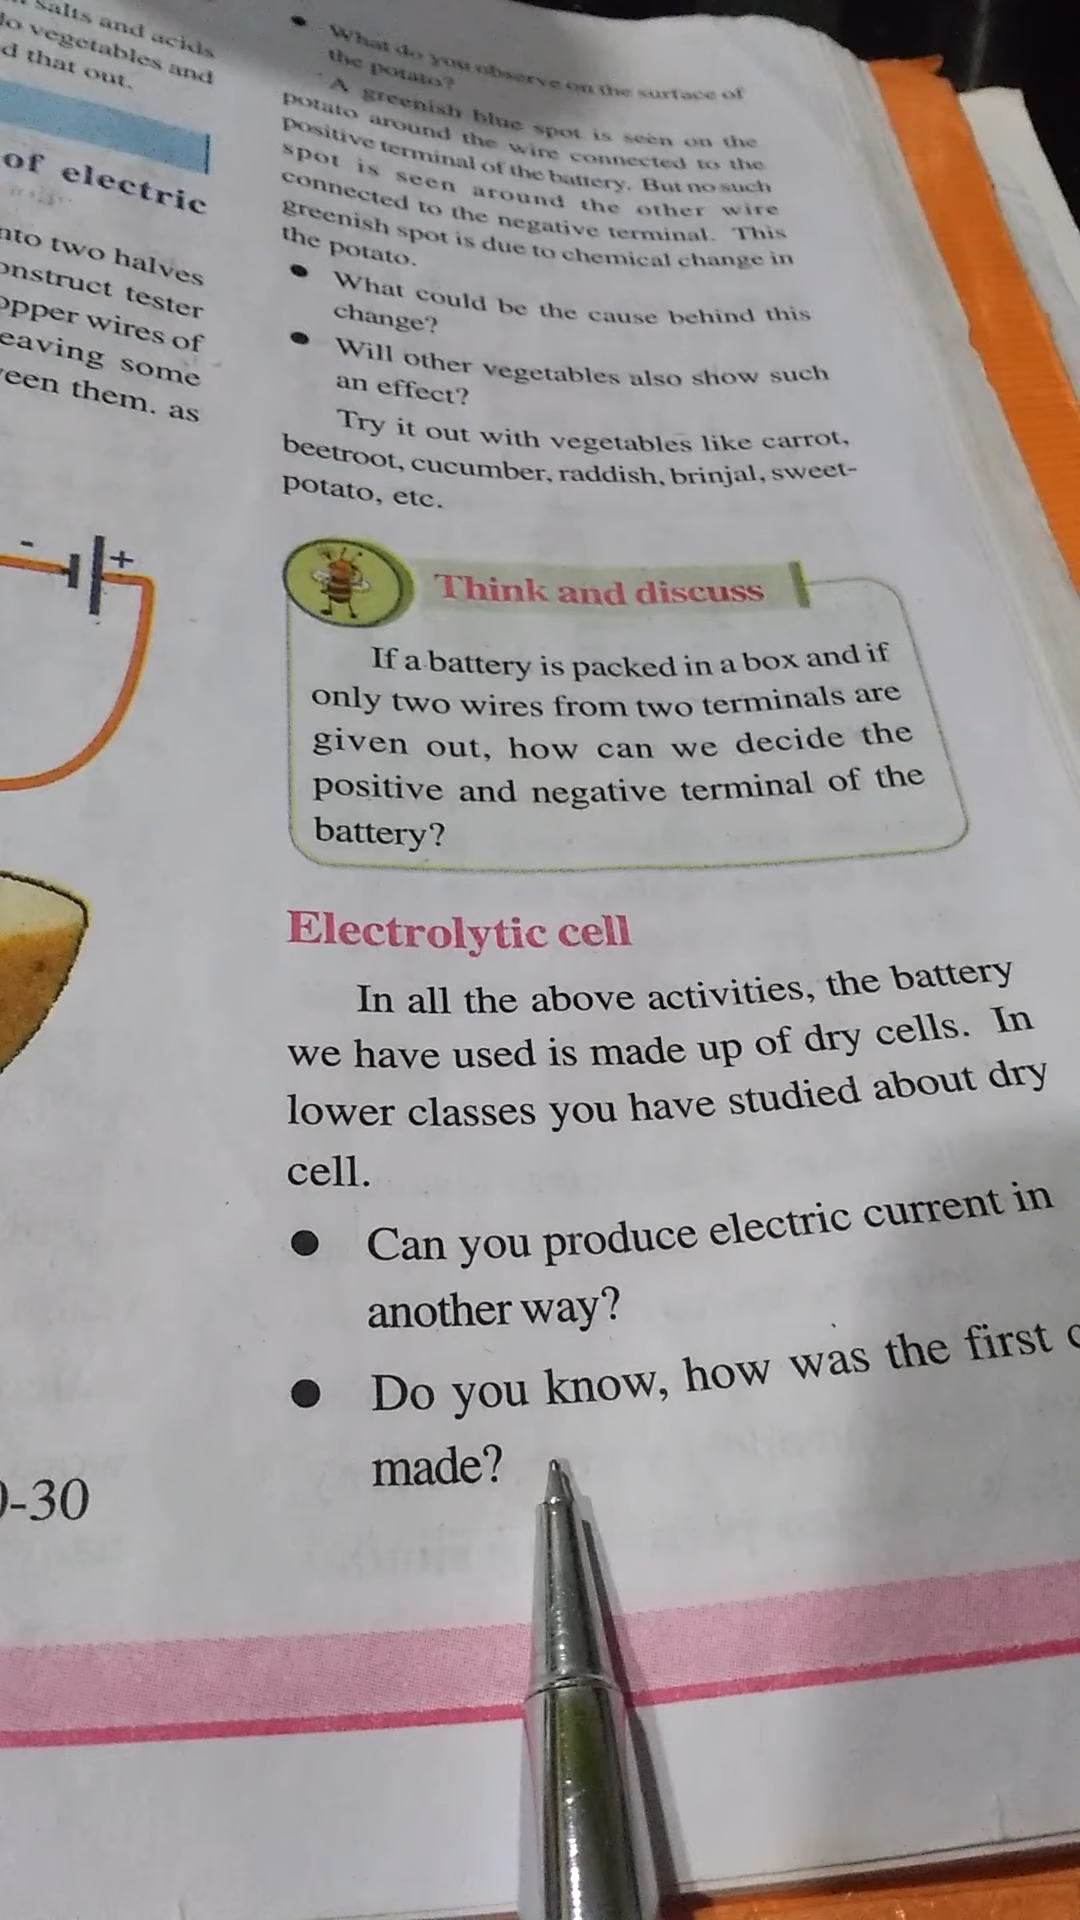 salts and acids
vegetables and
d that out.
of electric
nto two halves
onstruct tester
opper wires of
eaving some
een them. as
- +
-30
What do you observe on the surface of
the potato?
A greenish blue spot is seen on the
potato around the wire connected to the
positive terminal of the battery. But no such
spot is seen around the other wire
connected to the negative terminal. This
greenish spot is due to chemical change in
the potato.
What could be the cause behind this
change?
Will other vegetables also show such
an effect?
Try it out with vegetables like carrot,
beetroot, cucumber, raddish, brinjal, sweet-
potato, etc.
Think and discuss
If a battery is packed in a box and if
only two wires from two terminals are
given out, how can we decide the
positive and negative terminal of the
battery?
Electrolytic cell
In all the above activities, the battery
we have used is made up of dry cells. In
lower classes you have studied about dry
cell.
Can you produce electric current in
another way?
Do you know, how was the first
made?